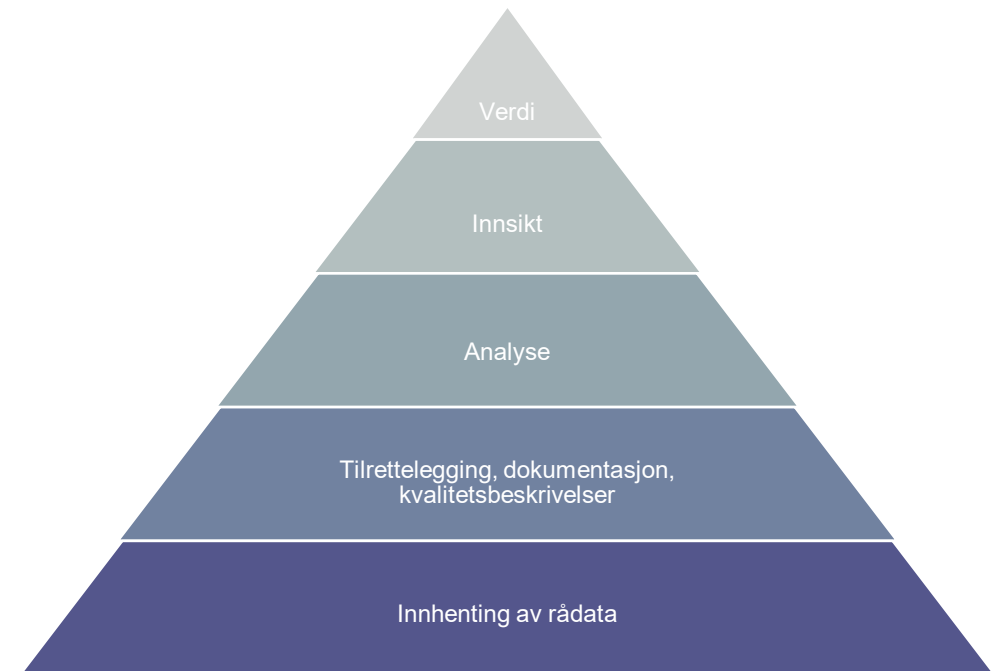 Verdi
Innsikt
Analyse
Tilrettelegging, dokumentasjon,
kvalitetsbeskrivelser
Innhenting av rådata